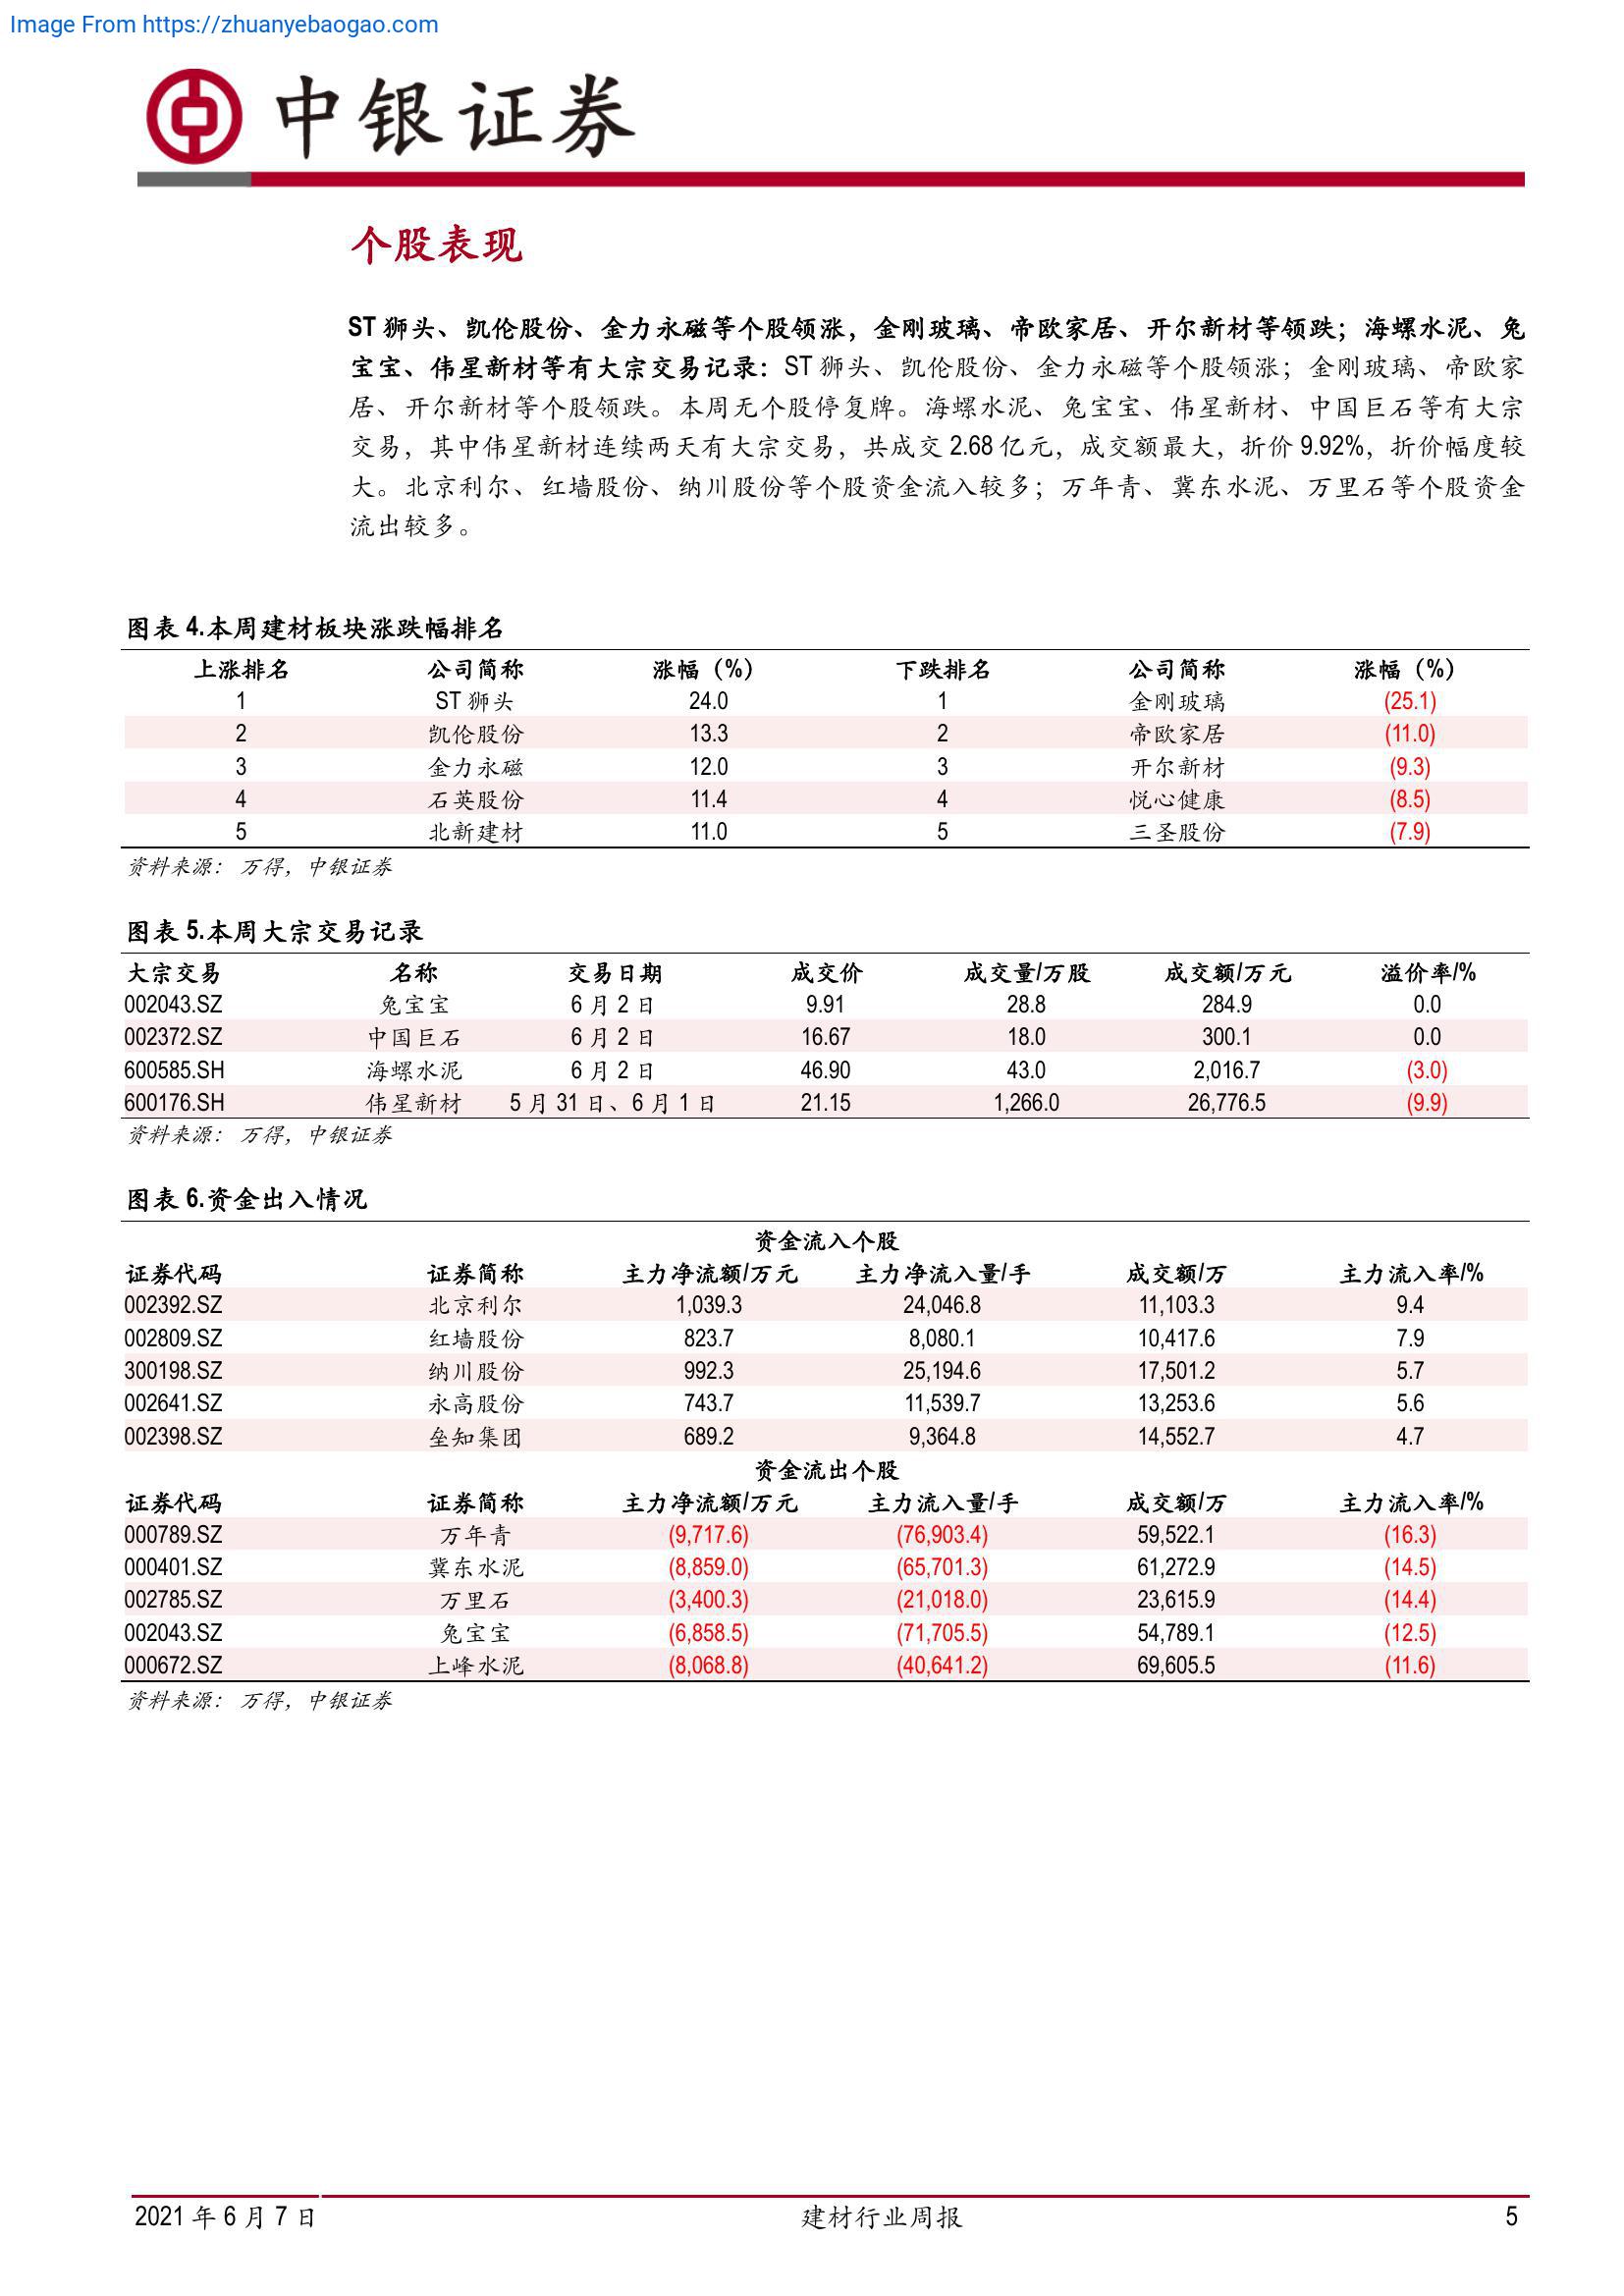 Image From https://zhuanyebaogao.com
中银证券
个股表现
ST 狮头、凯伦股份、金力永磁等个股领涨，金刚玻璃、帝欧家居、开尔新材等领跌；海螺水泥、兔
宝宝、伟星新材等有大宗交易记录：ST 狮头、凯伦股份、金力永磁等个股领涨；金刚玻璃、帝欧家
居、开尔新材等个股领跌。本周无个股停复牌。海螺水泥、兔宝宝、伟星新材、中国巨石等有大宗
交易，其中伟星新材连续两天有大宗交易，共成交 2.68 亿元，成交额最大，折价 9.92%，折价幅度较
大。北京利尔、红墙股份、纳川股份等个股资金流入较多；万年青、冀东水泥、万里石等个股资金
流出较多。
图表 4.本周建材板块涨跌幅排名
上涨排名 公司简称 涨幅（%） 下跌排名 公司简称 涨幅（%）
1 ST 狮头 24.0 1 金刚玻璃 (25.1)
2 凯伦股份 13.3 2 帝欧家居 (11.0)
3 金力永磁 12.0 3 开尔新材 (9.3)
4 石英股份 11.4 4 悦心健康 (8.5)
5 北新建材 11.0 5 三圣股份 (7.9)
资料来源：万得，中银证券
图表 5.本周大宗交易记录
大宗交易 名称 交易日期 成交价 成交量/万股 成交额/万元 溢价率/%
002043.SZ 兔宝宝 6 月 2 日 9.91 28.8 284.9 0.0
002372.SZ 中国巨石 6 月 2 日 16.67 18.0 300.1 0.0
600585.SH 海螺水泥 6 月 2 日 46.90 43.0 2,016.7 (3.0)
600176.SH 伟星新材 5 月 31 日、6 月 1 日 21.15 1,266.0 26,776.5 (9.9)
资料来源：万得，中银证券
图表 6.资金出入情况
资金流入个股
证券代码 证券简称 主力净流额/万元 主力净流入量/手 成交额/万 主力流入率/%
002392.SZ 北京利尔 1,039.3 24,046.8 11,103.3 9.4
002809.SZ 红墙股份 823.7 8,080.1 10,417.6 7.9
300198.SZ 纳川股份 992.3 25,194.6 17,501.2 5.7
002641.SZ 永高股份 743.7 11,539.7 13,253.6 5.6
002398.SZ 垒知集团 689.2 9,364.8 14,552.7 4.7
资金流出个股
证券代码 证券简称 主力净流额/万元 主力流入量/手 成交额/万 主力流入率/%
000789.SZ 万年青 (9,717.6) (76,903.4) 59,522.1 (16.3)
000401.SZ 冀东水泥 (8,859.0) (65,701.3) 61,272.9 (14.5)
002785.SZ 万里石 (3,400.3) (21,018.0) 23,615.9 (14.4)
002043.SZ 兔宝宝 (6,858.5) (71,705.5) 54,789.1 (12.5)
000672.SZ 上峰水泥 (8,068.8) (40,641.2) 69,605.5 (11.6)
资料来源：万得，中银证券
2021 年 6 月 7 日 建材行业周报 5